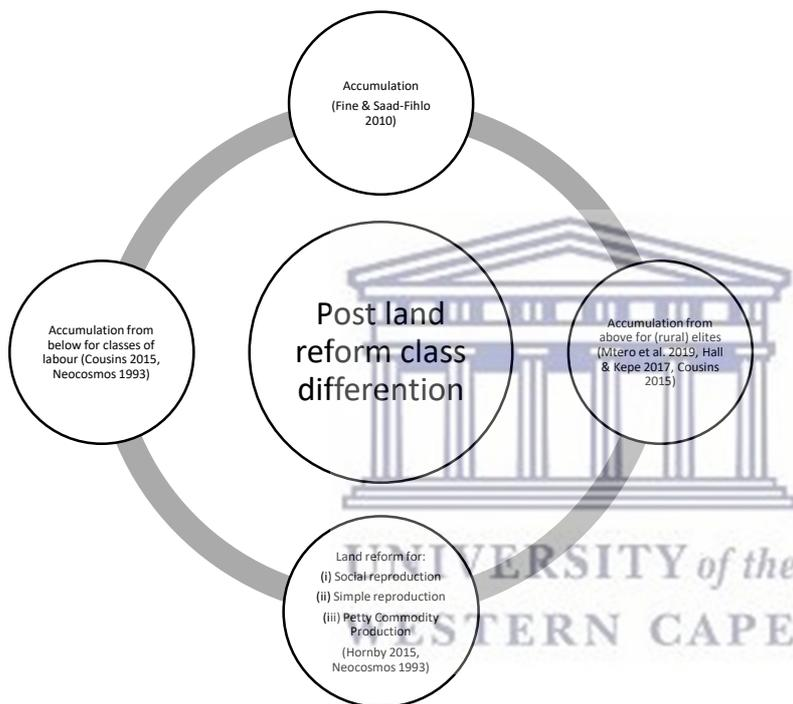 Accumulation
(Fine & Saad-Fihlo
2010)
Accumulation from
below for classes of
labour (Cousins 2015,
Neocosmos 1993)
Post land
reform class
differention
Accumulation from
above for (rural) elites
(Mtero et al. 2019, Hall
& Kepe 2017, Cousins
2015)
Land reform for:
(i) Social reproduction
(ii) Simple reproduction
(iii) Petty Commodity
Production
(Hornby 2015,
Neocosmos 1993)
UNIVERSITY of the
WESTERN CAPE